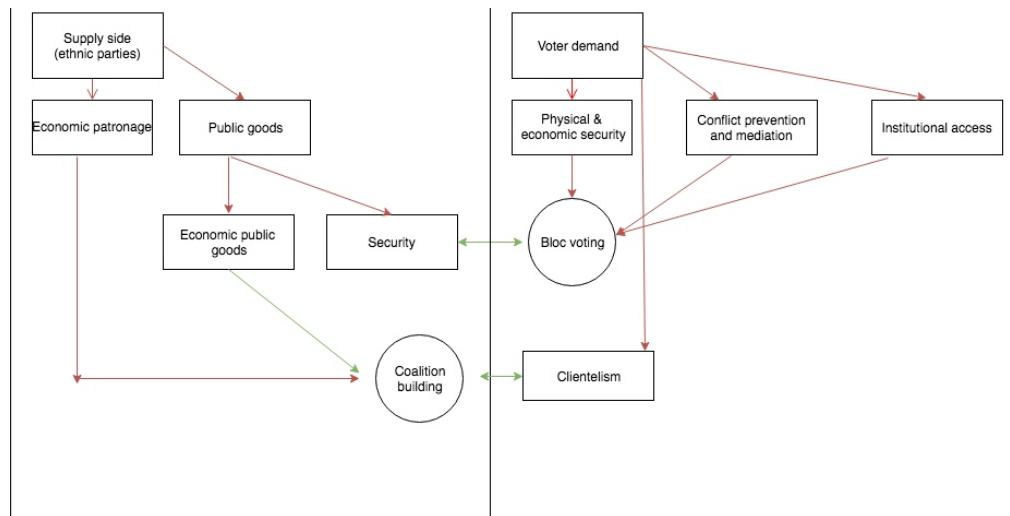 Supply side
(ethnic parties)
Voter demand
Economic patronage
Public goods
Physical &
economic security
Conflict prevention
and mediation
Institutional access
Economic public
goods
Security
Bloc voting
Coalition
building
Clientelism